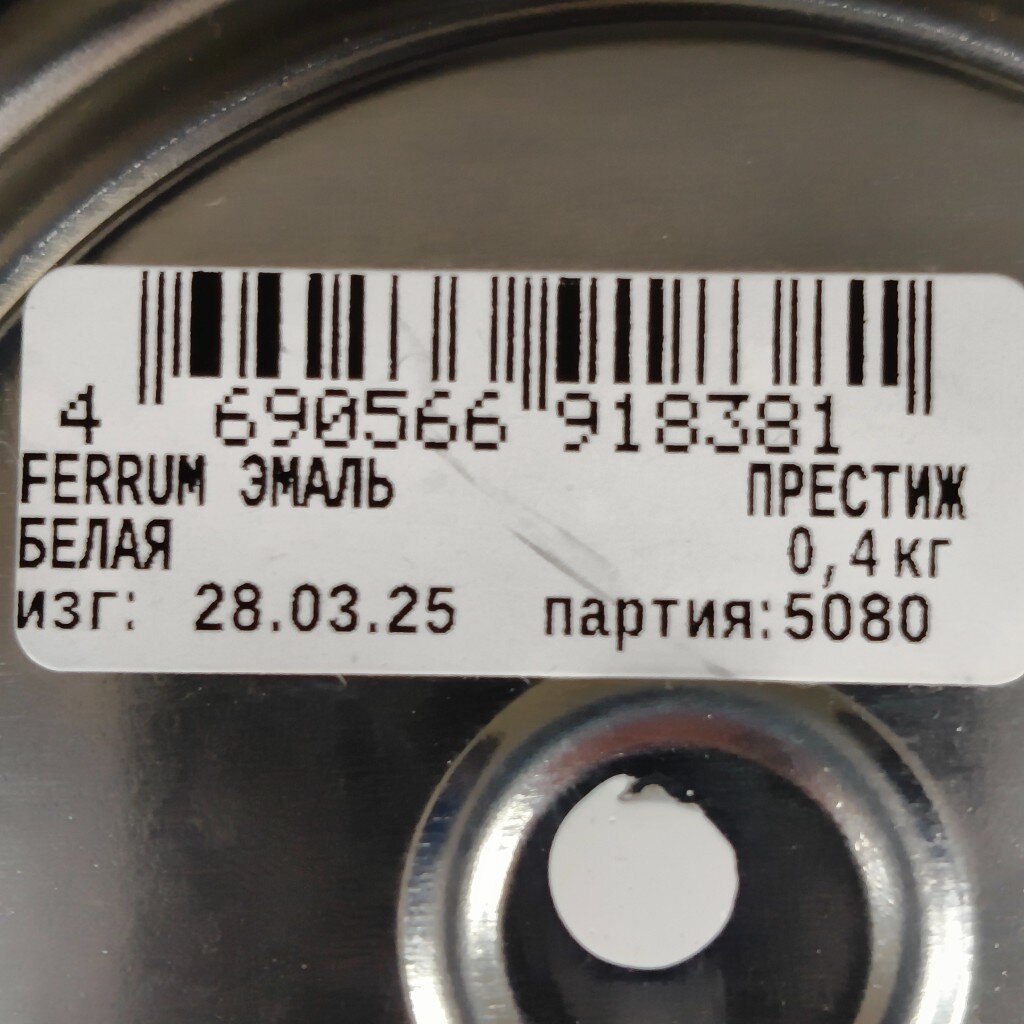 4 690566 918381
FERRUM ЭМАЛЬ ПРЕСТИЖ
БЕЛАЯ 0,4кг
изг: 28.03.25 партия:5080